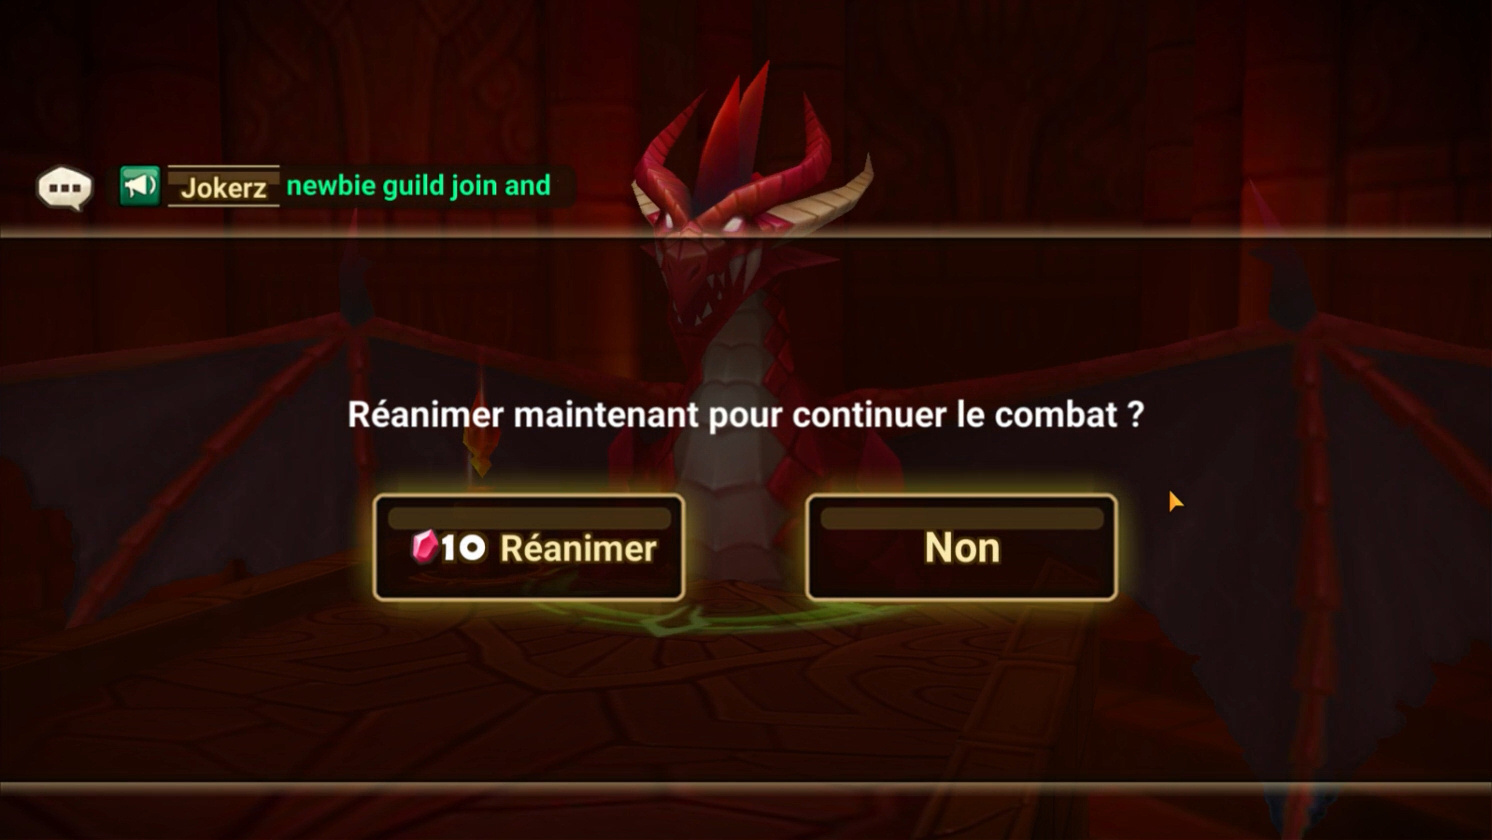 Jokerz newbie guild join and
Réanimer maintenant pour continuer le combat ?
10 Réanimer
Non